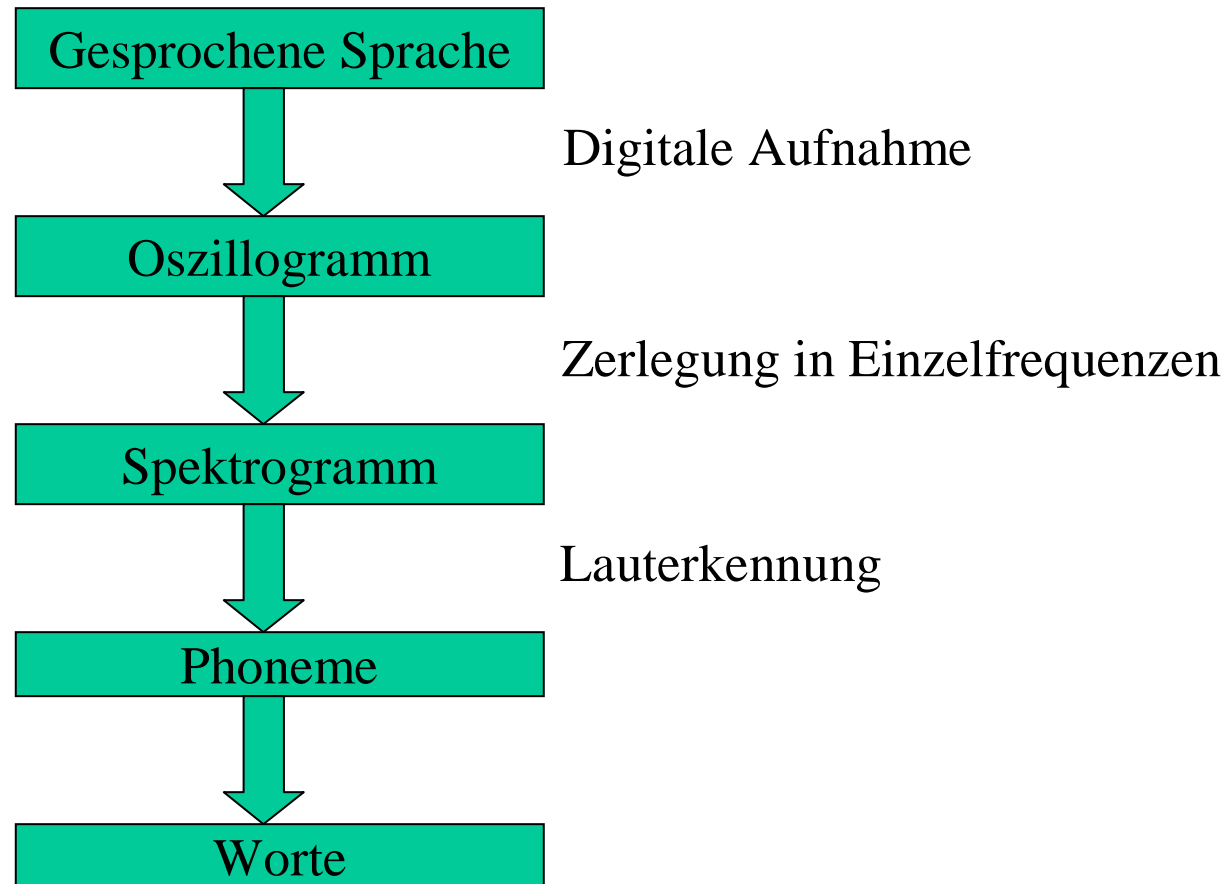 Gesprochene Sprache
Digitale Aufnahme
Oszillogramm
Zerlegung in Einzelfrequenzen
Spektrogramm
Lauterkennung
Phoneme
Worte